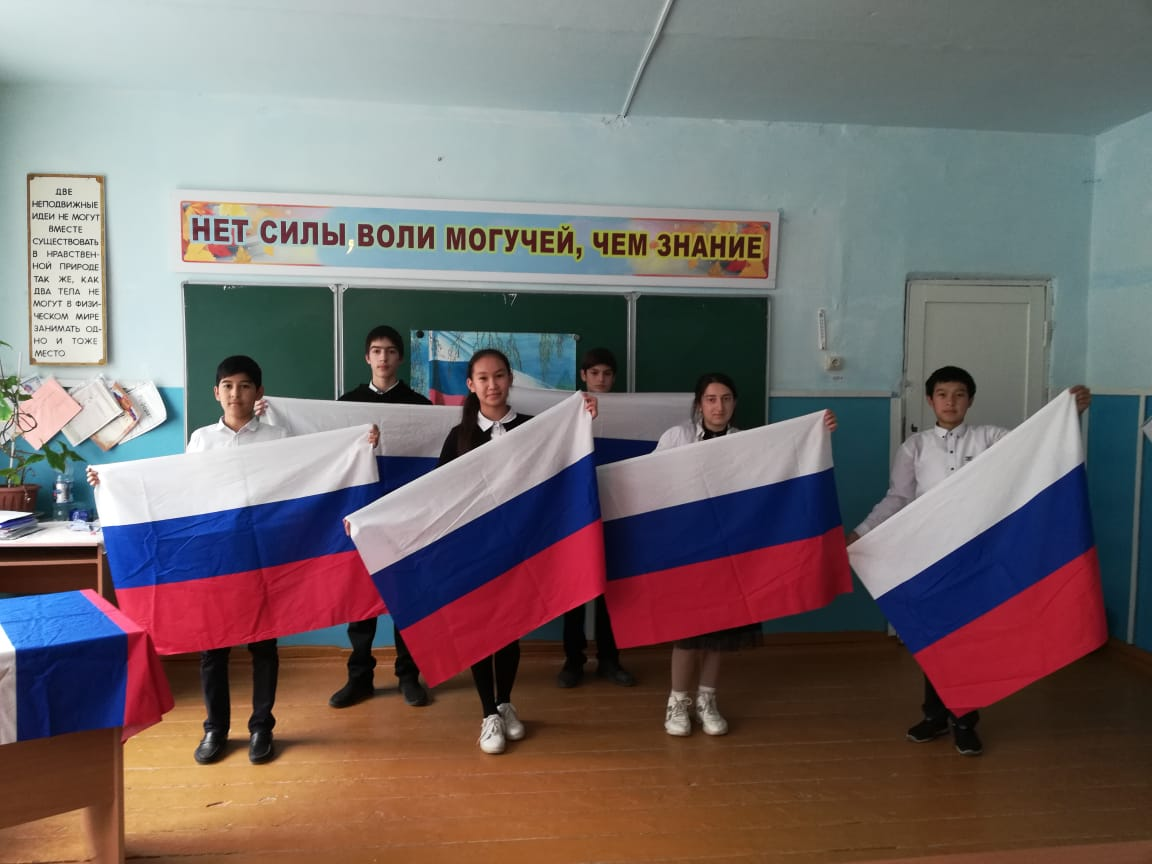 ДВЕ
НЕПОДВИЖНЫЕ
ИДЕИ НЕ МОГУТ
ВМЕСТЕ
СУЩЕСТВОВАТЬ
В НРАВСТВЕН-
НОЙ ПРИРОДЕ
ТАК ЖЕ, КАК
ДВА ТЕЛА НЕ
МОГУТ В ФИЗИ-
ЧЕСКОМ МИРЕ
ЗАНИМАТЬ ОД-
НО И ТОЖЕ
МЕСТО
НЕТ СИЛЫ, ВОЛИ МОГУЧЕЙ, ЧЕМ ЗНАНИЕ